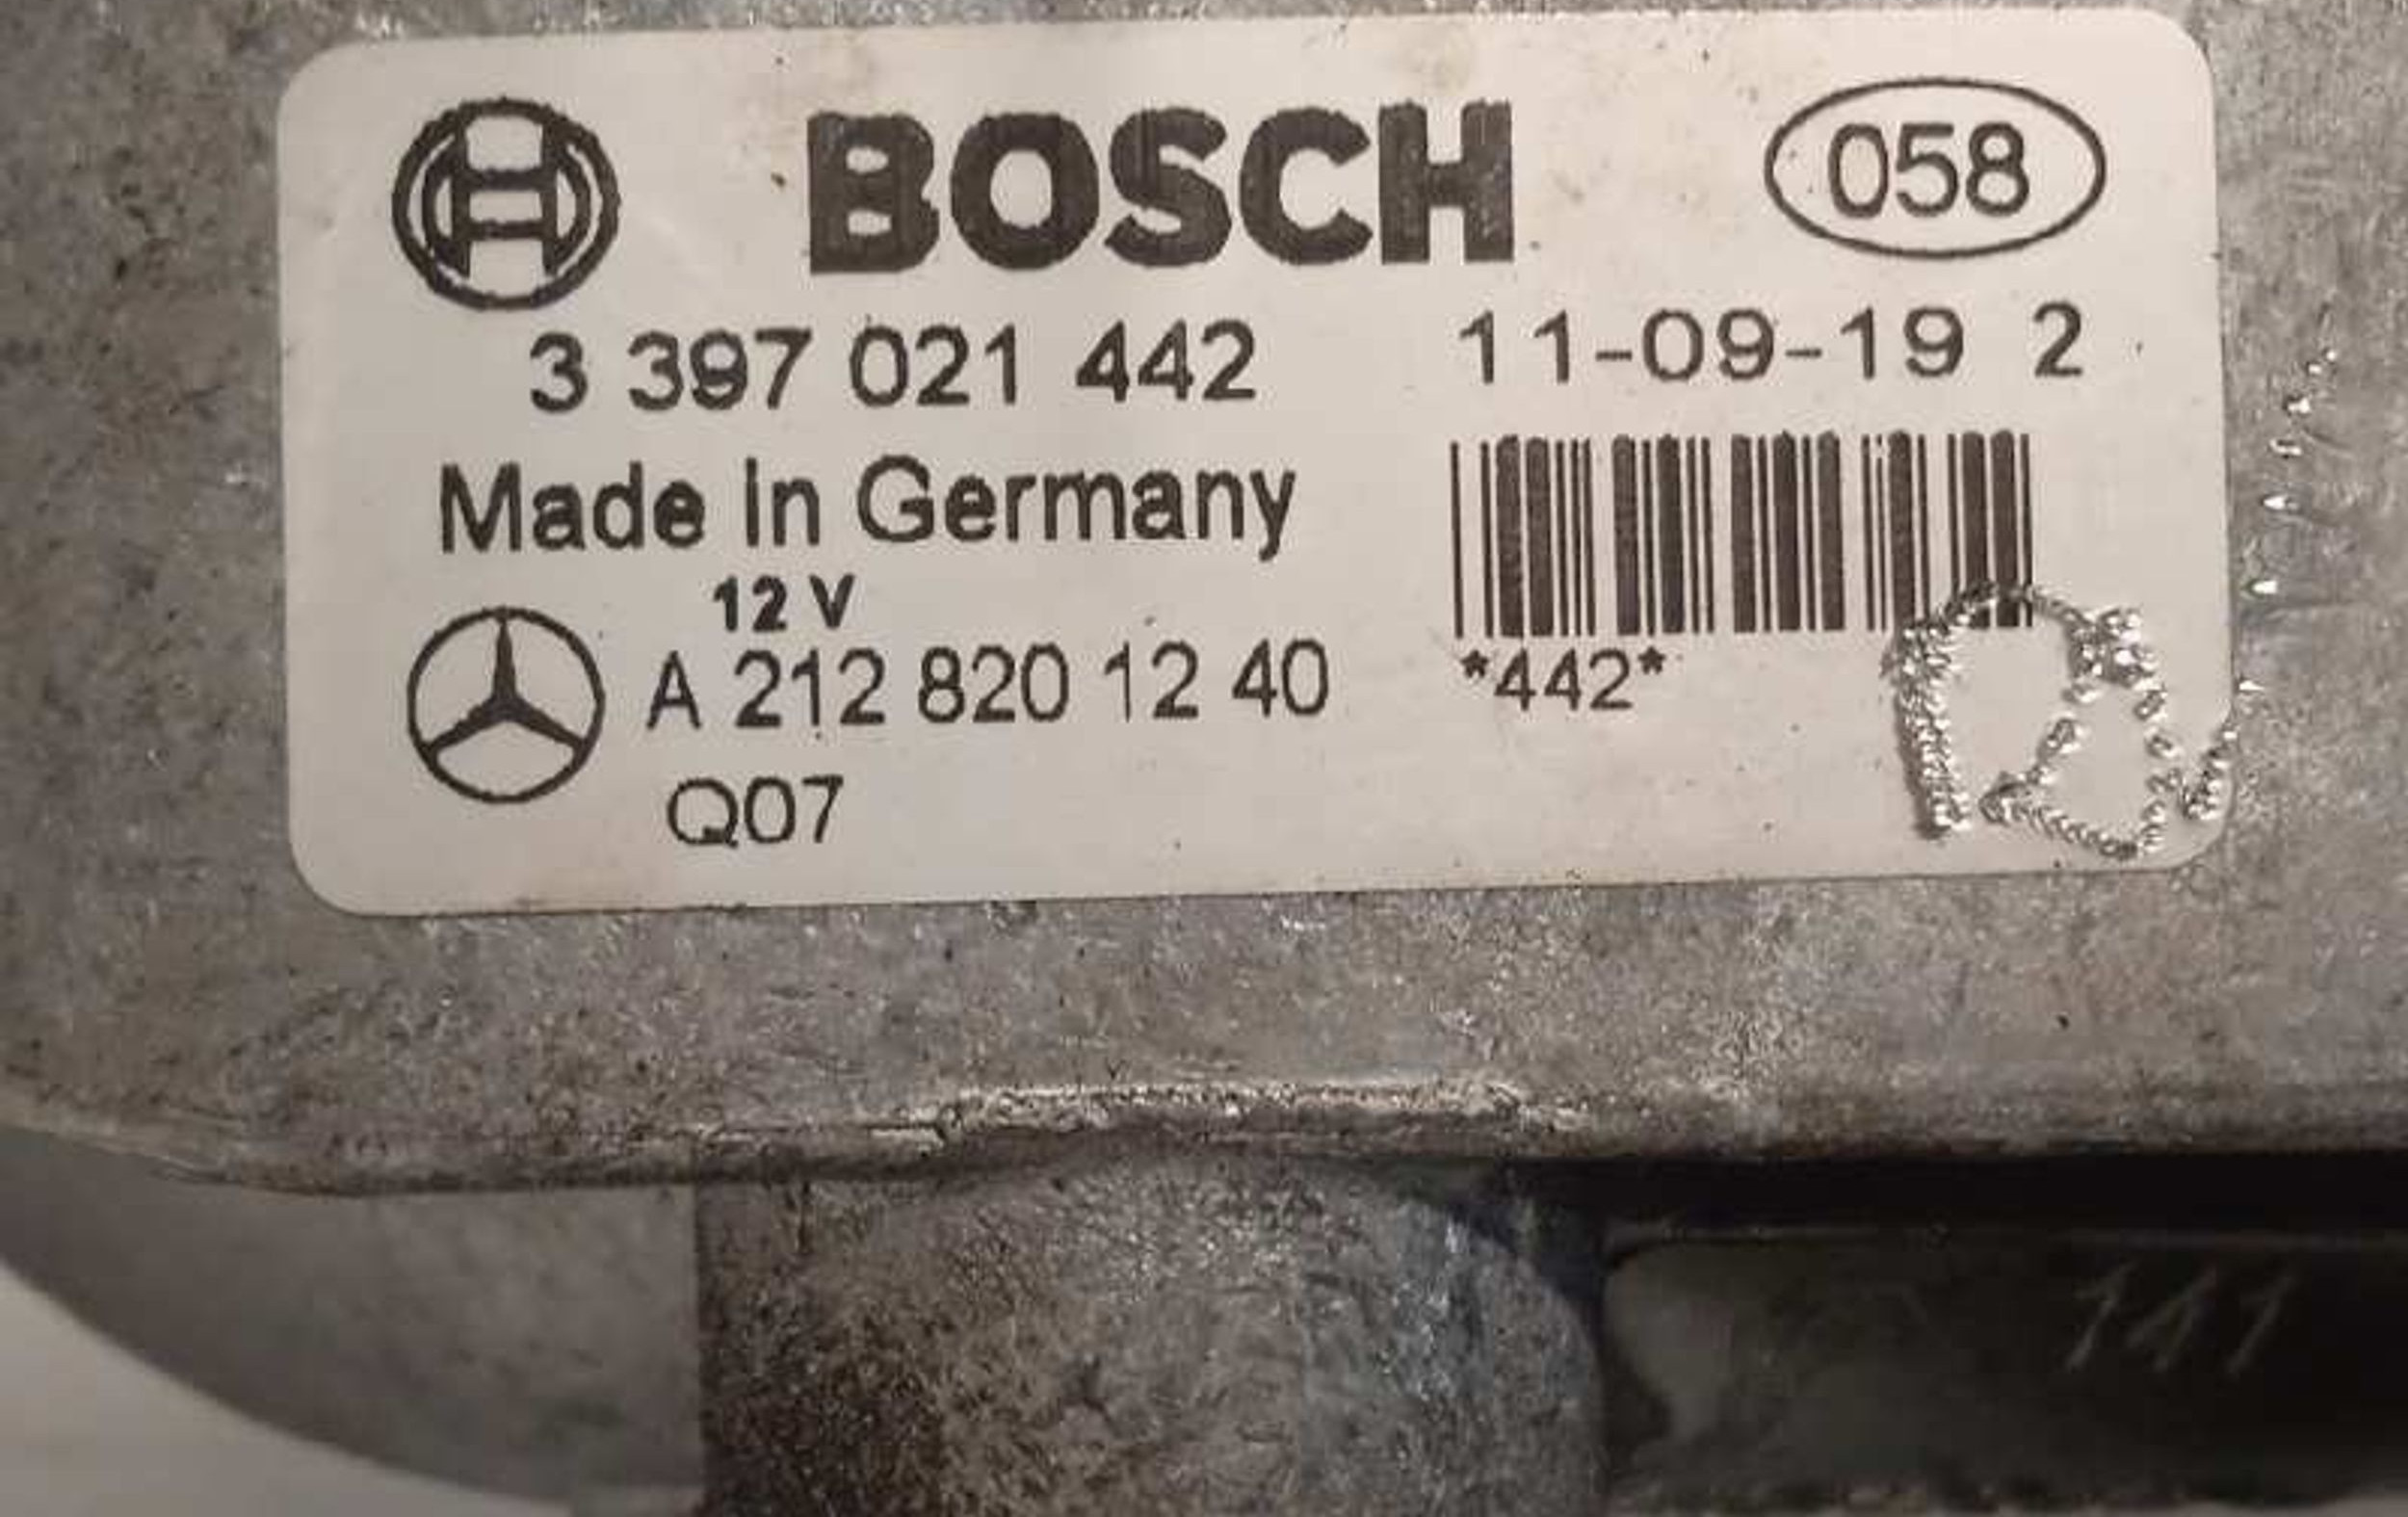 BOSCH 058
3 397 021 442 11-09-19 2
Made in Germany
12 V
A 212 820 12 40 *442*
Q07
141